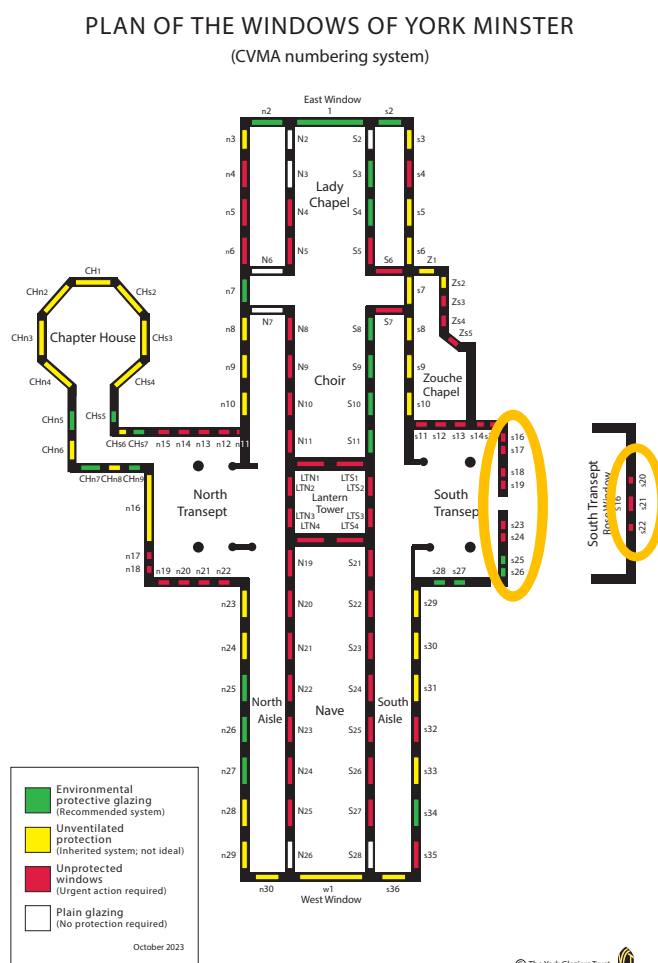 PLAN OF THE WINDOWS OF YORK MINSTER
(CVMA numbering system)
East Window
n2 1 s2
n3 N2 S2 s3
n4 N3 S3 s4
Lady
Chapel
n5 N4 S4 s5
n6 N5 S5 s6
N6 S6 Z1
n7 s7 Zs2
Zs3
N7 S7 Zs4
Zs5
CH1
CHn2 CHs2
CHn3 Chapter House CHs3
CHn4 CHs4
CHn5 CHs5
CHn6 CHs6 CHs7 n15 n14 n13 n12 n11
CHn7 CHn8 CHn9
n8 N8 S8 s8
n9 N9 S9 s9
Choir
Zouche
Chapel
n10 N10 S10 s10
N11 S11
s11 s12 s13 s14 s
s16
s17
s18
s19
LTN1 LTS1
LTN2 LTS2
Lantern
Tower
LTN3 LTS3
LTN4 LTS4
North
Transept
South
Transept
n16
n17
n18
n19 n20 n21 n22
s23
s24
s25
s26
s28 s27
South Transept
Rose Window
s16
s20
s21
s22
N19 S21
n23 N20 S22 s29
n24 N21 S23 s30
n25 N22 S24 s31
North
Aisle
Nave
South
Aisle
n26 N23 S25 s32
n27 N24 S26 s33
n28 N25 S27 s34
n29 N26 S28 s35
n30 w1 s36
West Window
Environmental
protective glazing
(Recommended system)
Unventilated
protection
(Inherited system; not ideal)
Unprotected
windows
(Urgent action required)
Plain glazing
(No protection required)
October 2023
© The York Glaziers Trust